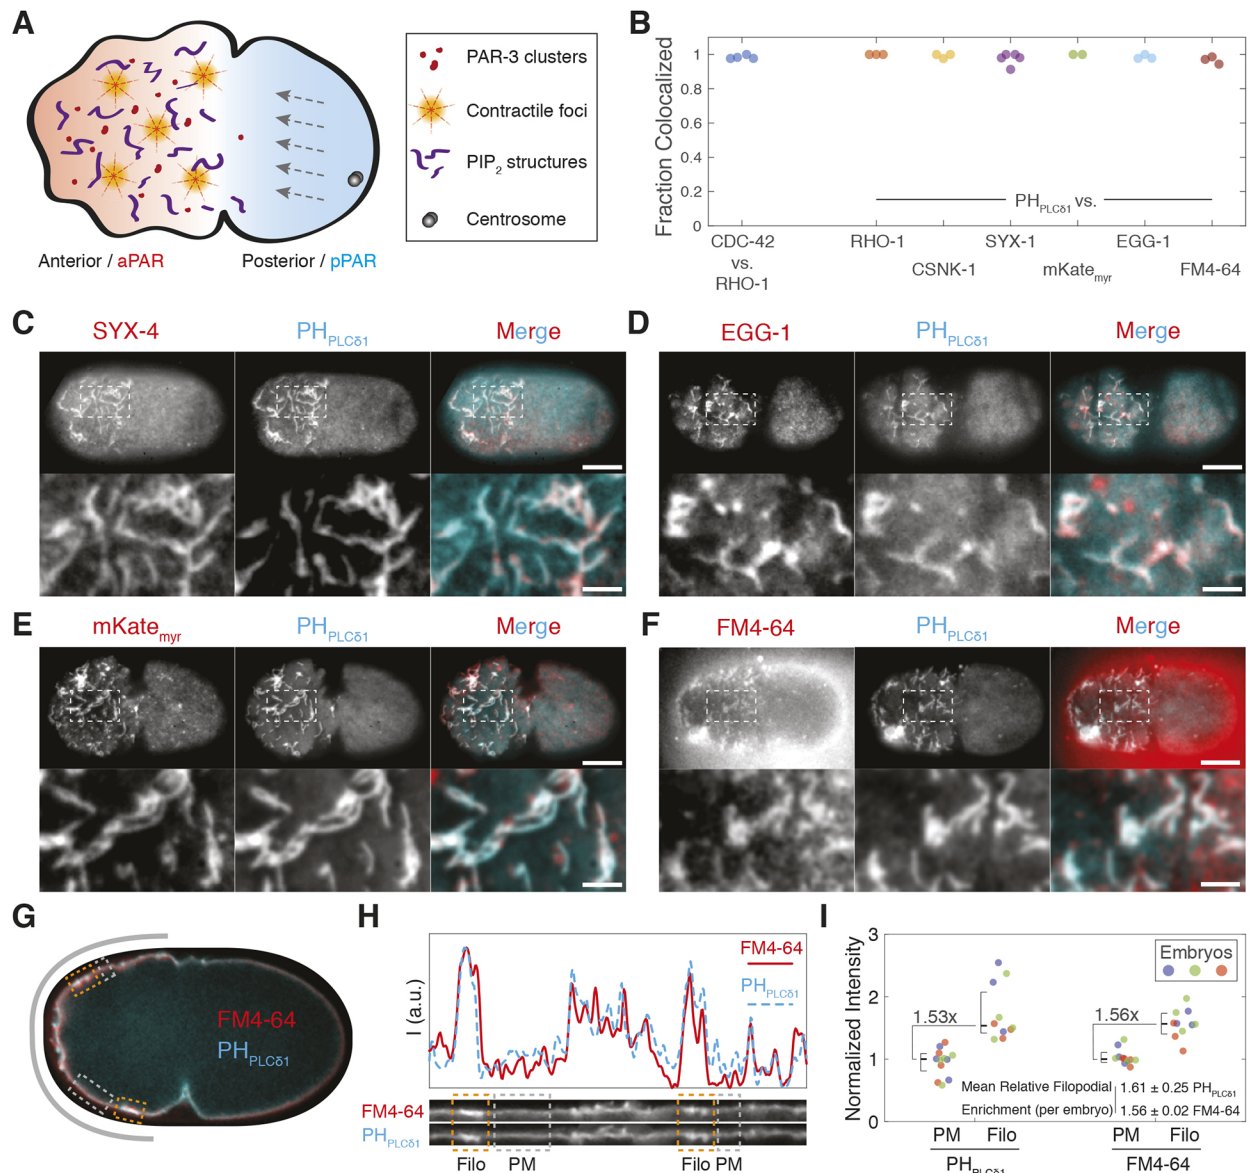 A
PAR-3 clusters
Contractile foci
PIP2 structures
Centrosome
Anterior / aPAR
Posterior / pPAR
B
Fraction Colocalized
1
0.8
0.6
0.4
0.2
0
PHPLCδ1 vs.
CDC-42
vs.
RHO-1
RHO-1
CSNK-1
SYX-1
mKatemyr
EGG-1
FM4-64
C
SYX-4
PHPLCδ1
Merge
D
EGG-1
PHPLCδ1
Merge
E
mKatemyr
PHPLCδ1
Merge
F
FM4-64
PHPLCδ1
Merge
G
FM4-64
PHPLCδ1
H
I (a.u.)
FM4-64
PHPLCδ1
FM4-64
PHPLCδ1
Filo
PM
Filo PM
I
Normalized Intensity
3
2
1
0
Embryos
1.53x
1.56x
Mean Relative Filopodial
Enrichment (per embryo)
1.61 ± 0.25 PHPLCδ1
1.56 ± 0.02 FM4-64
PM
Filo
PM
Filo
PHPLCδ1
FM4-64